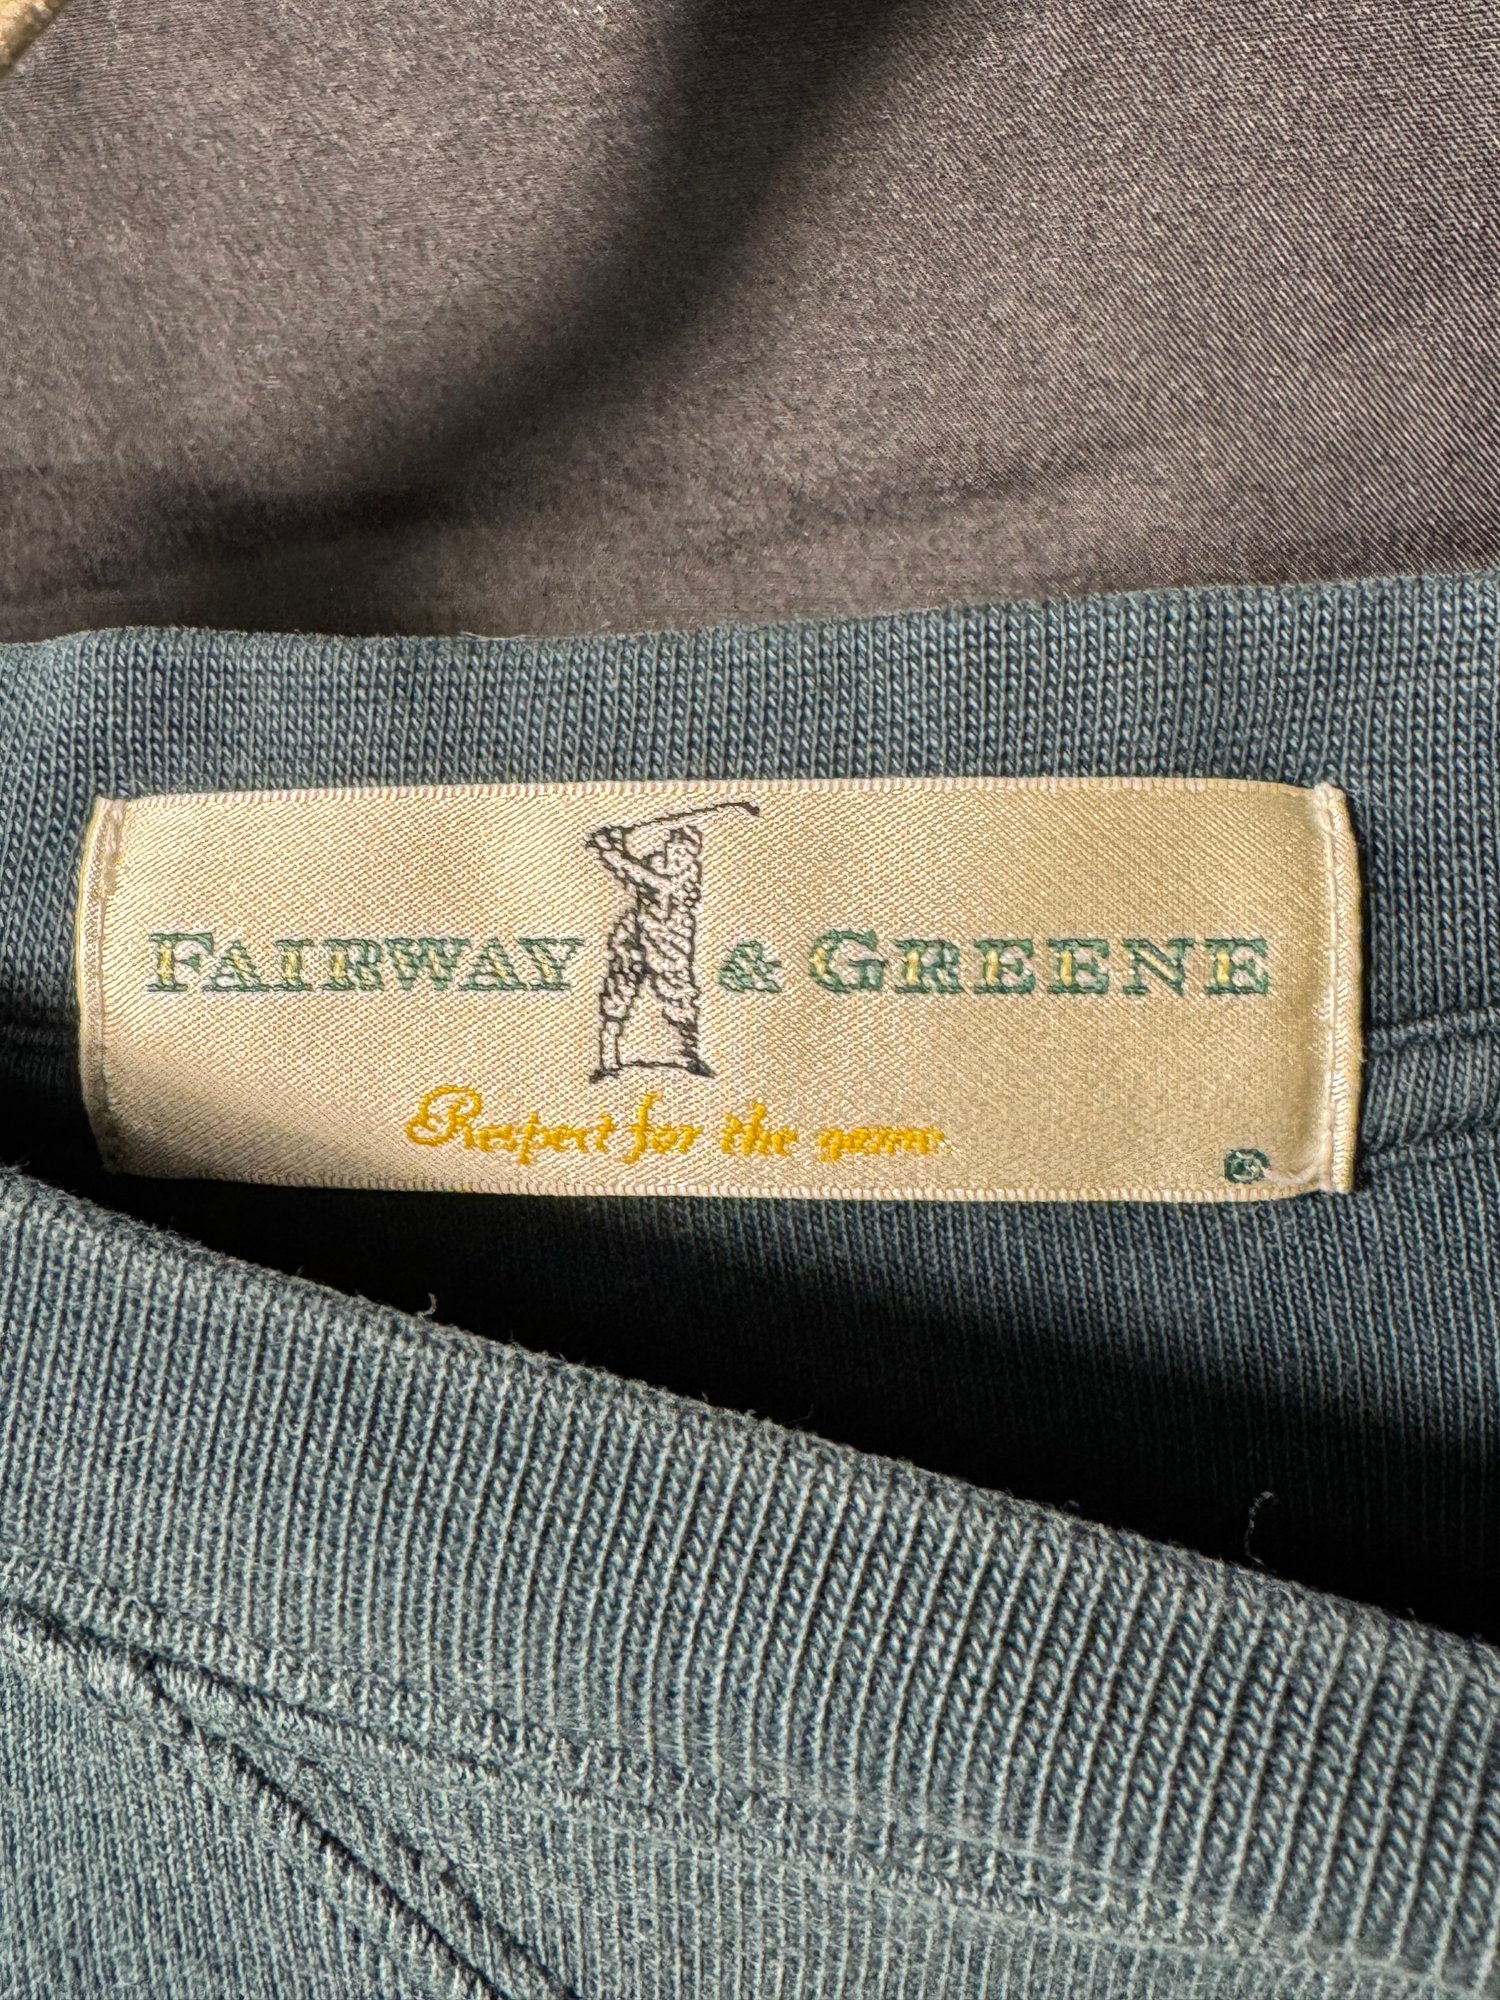 FAIRWAY & GREENE
Respect for the game.
®